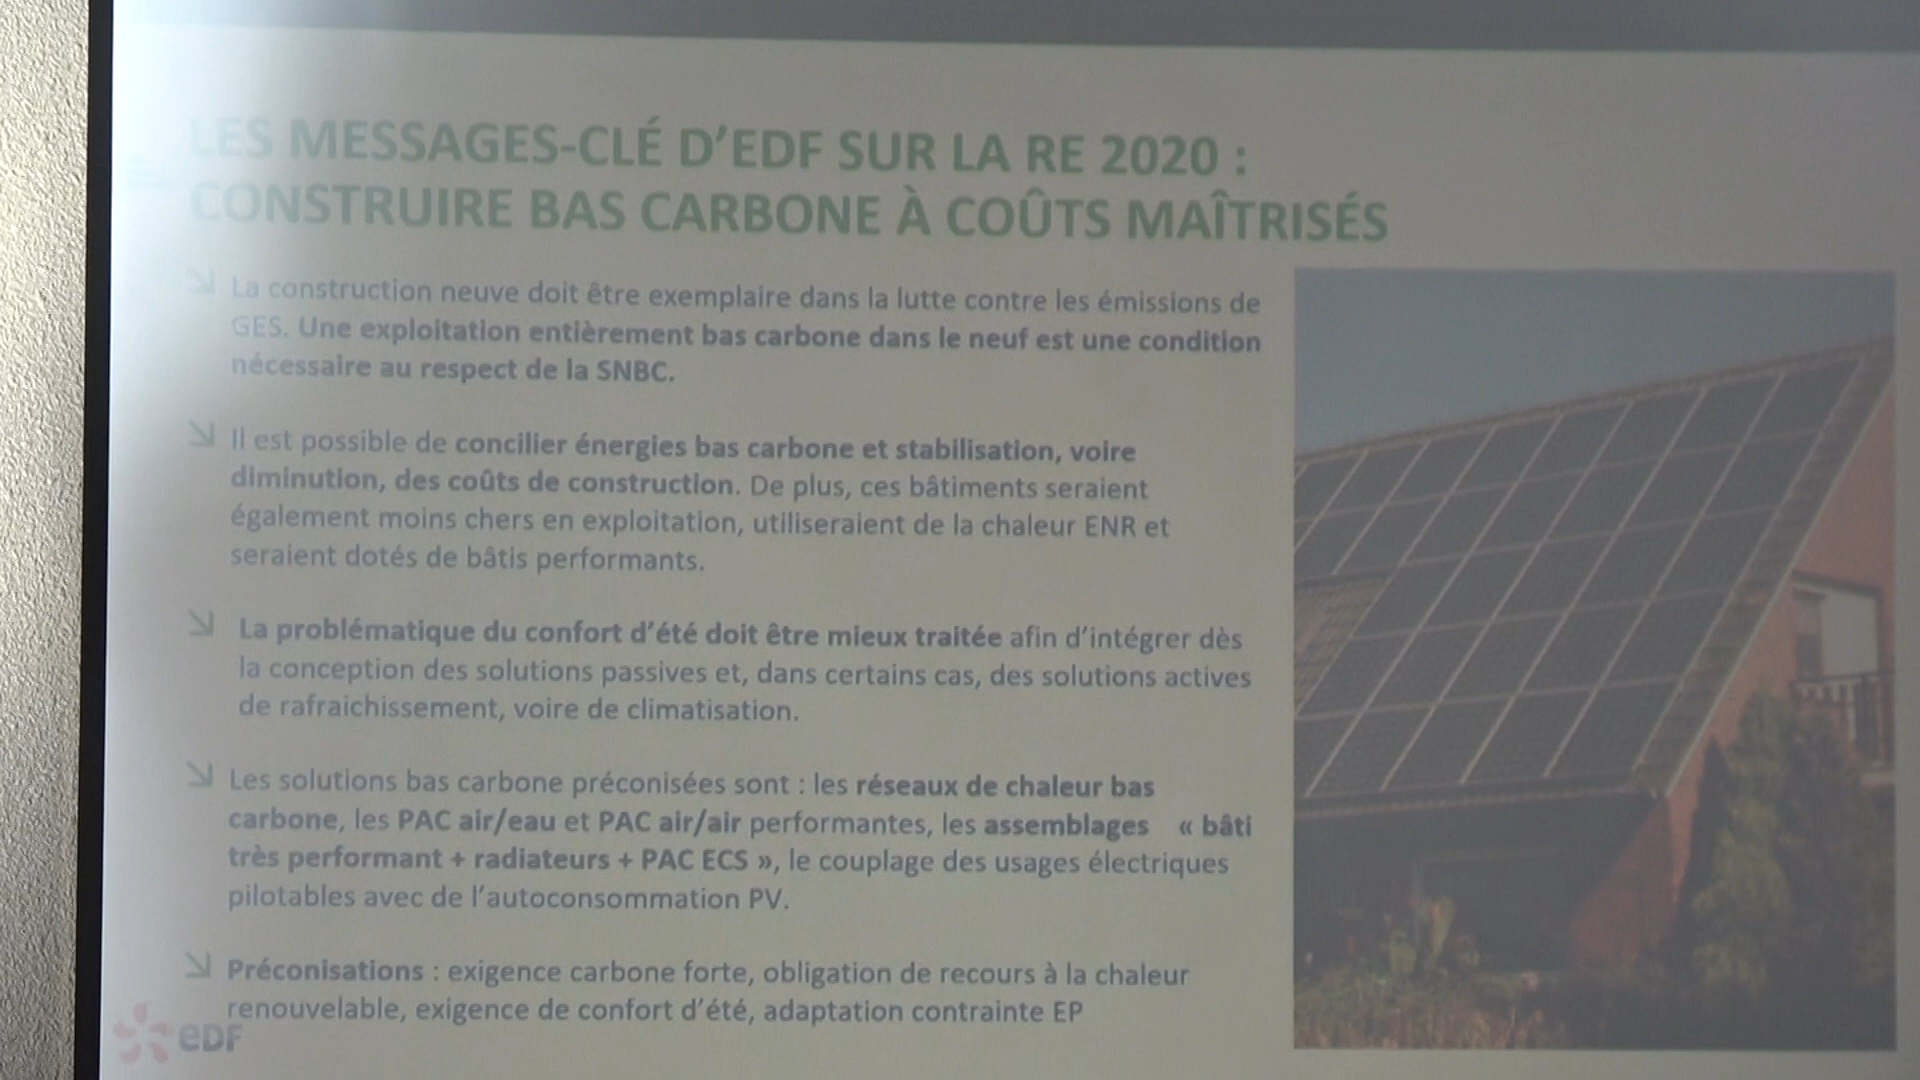 LES MESSAGES-CLÉ D'EDF SUR LA RE 2020 :
CONSTRUIRE BAS CARBONE À COÛTS MAÎTRISÉS
La construction neuve doit être exemplaire dans la lutte contre les émissions de
GES. Une exploitation entièrement bas carbone dans le neuf est une condition
nécessaire au respect de la SNBC.
Il est possible de concilier énergies bas carbone et stabilisation, voire
diminution, des coûts de construction. De plus, ces bâtiments seraient
également moins chers en exploitation, utiliseraient de la chaleur ENR et
seraient dotés de bâtis performants.
La problématique du confort d'été doit être mieux traitée afin d'intégrer dès
la conception des solutions passives et, dans certains cas, des solutions actives
de rafraichissement, voire de climatisation.
Les solutions bas carbone préconisées sont : les réseaux de chaleur bas
carbone, les PAC air/eau et PAC air/air performantes, les assemblages « bâti
très performant + radiateurs + PAC ECS », le couplage des usages électriques
pilotables avec de l'autoconsommation PV.
Préconisations : exigence carbone forte, obligation de recours à la chaleur
renouvelable, exigence de confort d'été, adaptation contrainte EP
eDF